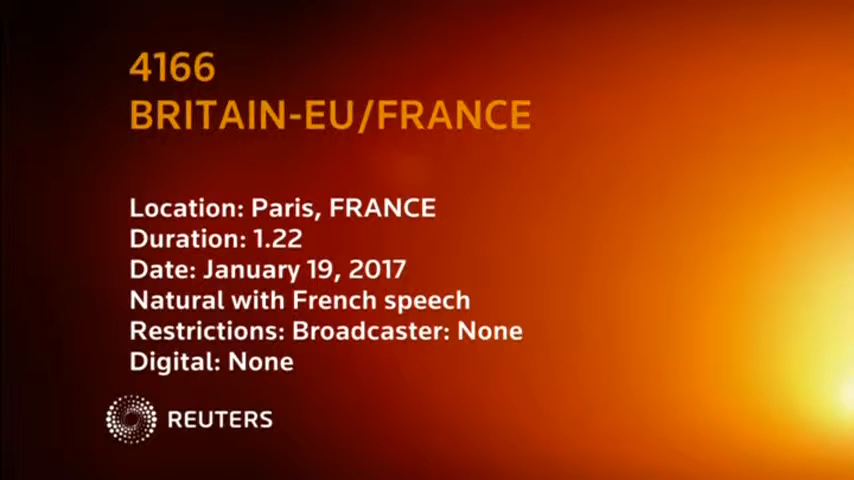 4166
BRITAIN-EU/FRANCE
Location: Paris, FRANCE
Duration: 1.22
Date: January 19, 2017
Natural with French speech
Restrictions: Broadcaster: None
Digital: None
REUTERS